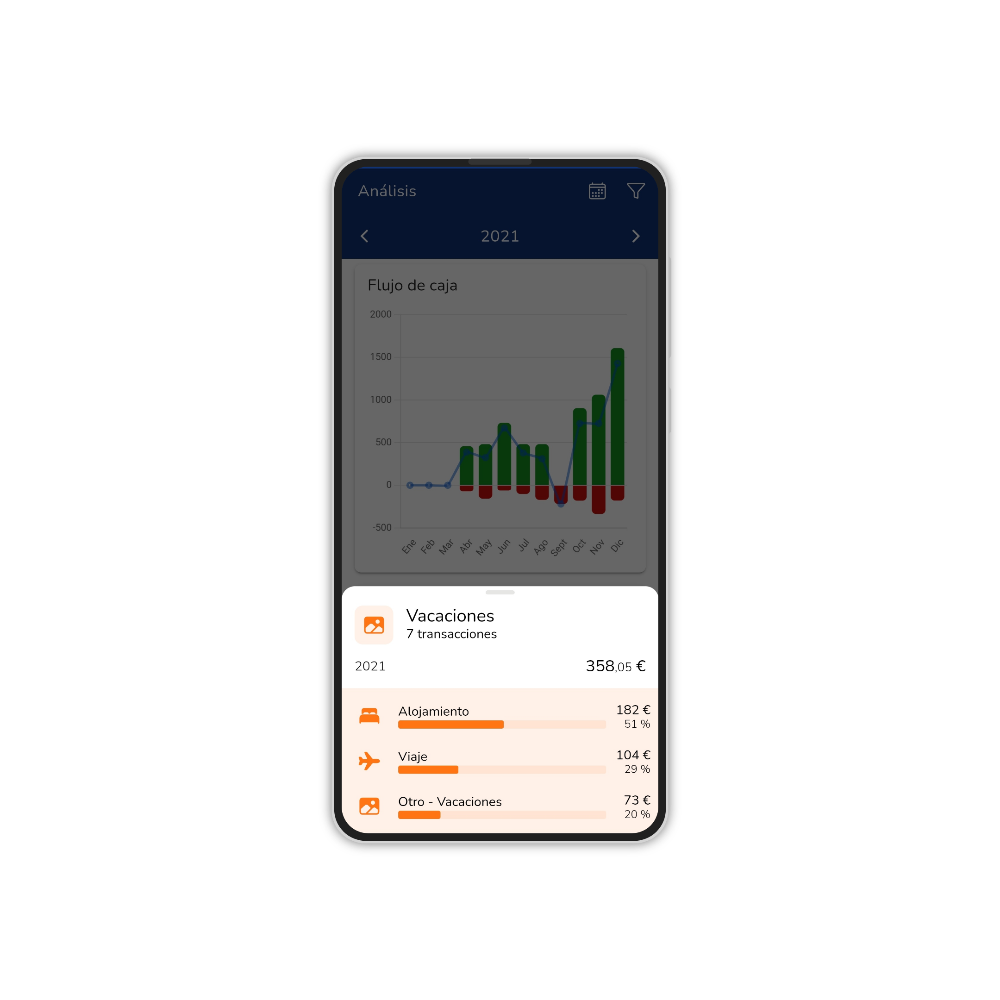 Análisis
2021
Flujo de caja
2000
1500
1000
500
0
-500
Ene Feb Mar Abr May Jun Jul Ago Sept Oct Nov Dic
Vacaciones
7 transacciones
2021 358,05 €
Alojamiento 182 €
51 %
Viaje 104 €
29 %
Otro - Vacaciones 73 €
20 %